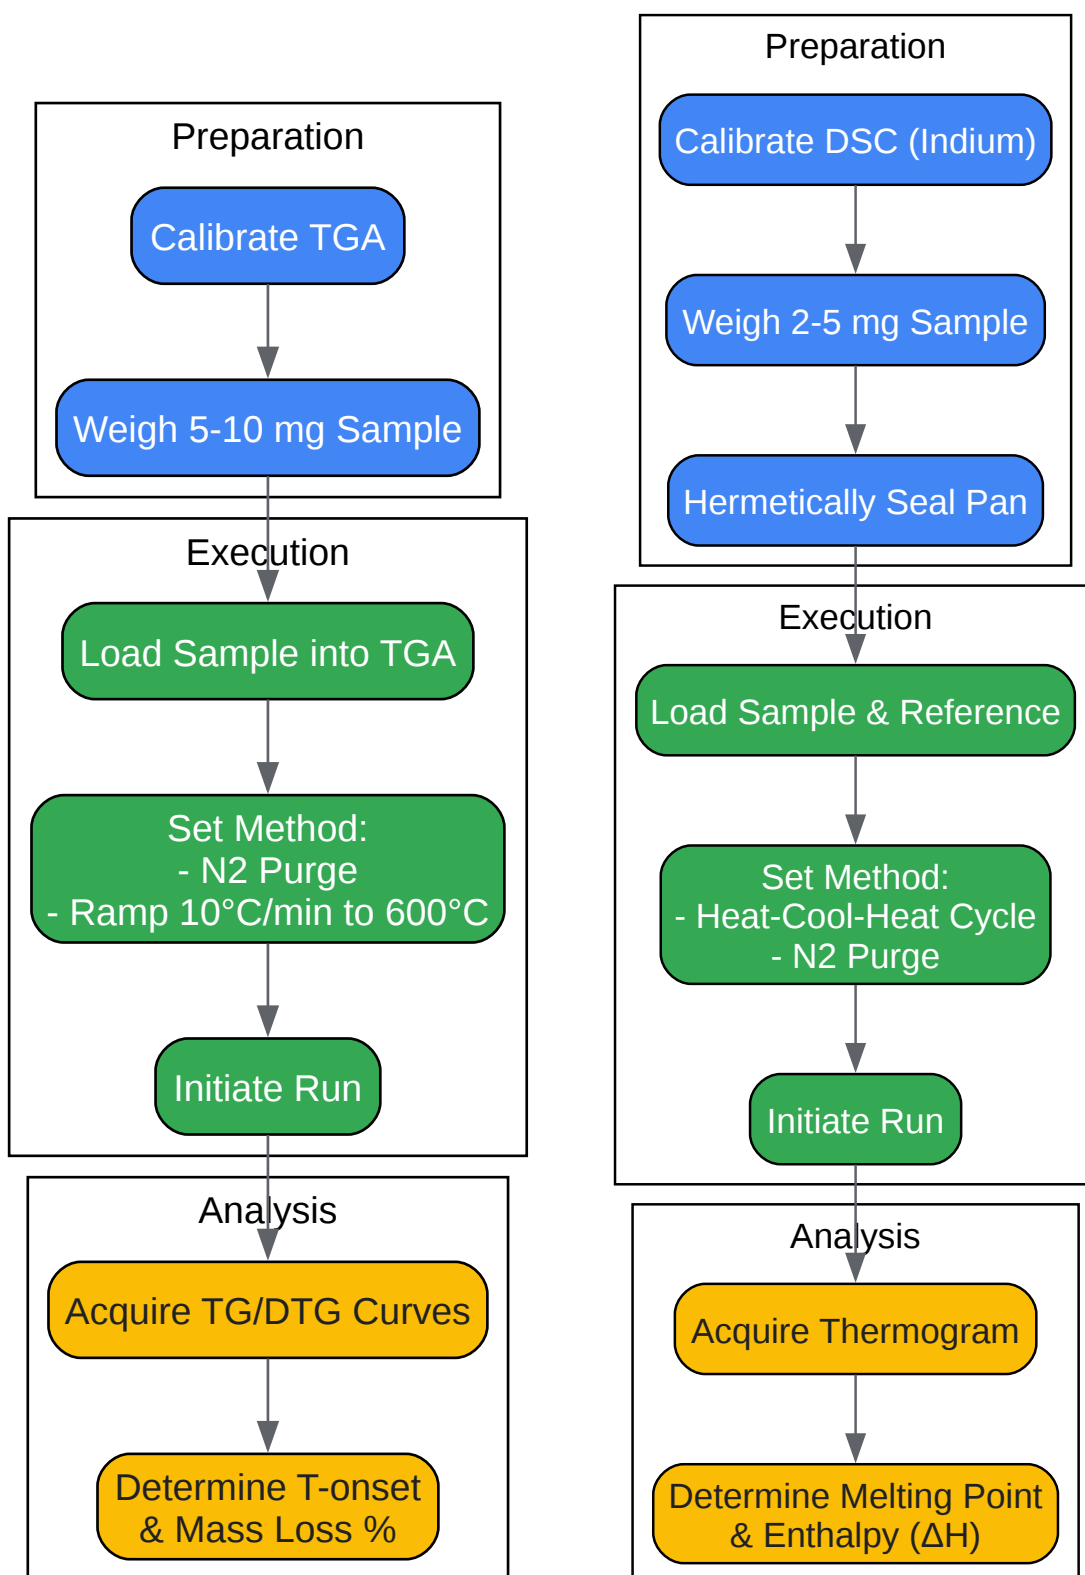 Preparation
Calibrate TGA
Weigh 5-10 mg Sample
Execution
Load Sample into TGA
Set Method:
- N2 Purge
- Ramp 10°C/min to 600°C
Initiate Run
Analysis
Acquire TG/DTG Curves
Determine T-onset
& Mass Loss %
Preparation
Calibrate DSC (Indium)
Weigh 2-5 mg Sample
Hermetically Seal Pan
Execution
Load Sample & Reference
Set Method:
- Heat-Cool-Heat Cycle
- N2 Purge
Initiate Run
Analysis
Acquire Thermogram
Determine Melting Point
& Enthalpy (ΔH)